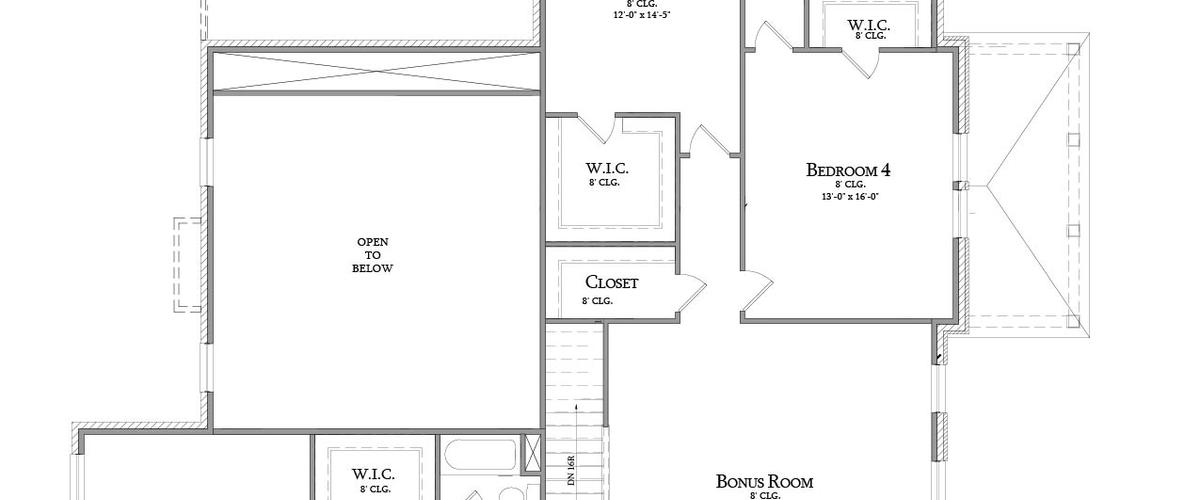 8' CLG.
12'-0" x 14'-5"
W.I.C.
8' CLG.
W.I.C.
8' CLG.
BEDROOM 4
8' CLG.
13'-0" x 16'-0"
OPEN
TO
BELOW
CLOSET
8' CLG.
DN 16R
W.I.C.
8' CLG.
BONUS ROOM
8' CLG.